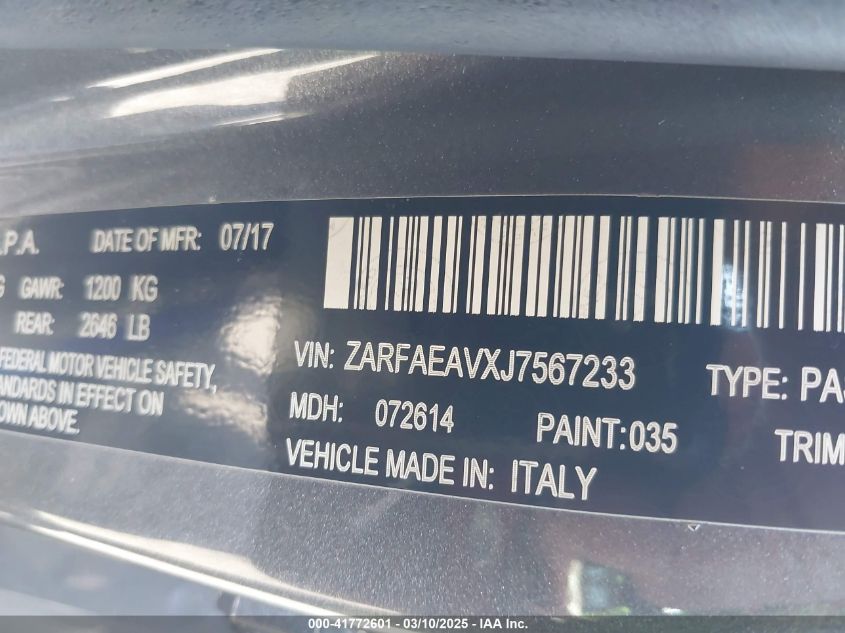 .P.A. DATE OF MFR: 07/17
G GAWR: 1200 KG
REAR: 2646 LB
FEDERAL MOTOR VEHICLE SAFETY,
TANDARDS IN EFFECT ON
OWN ABOVE.
VIN: ZARFAEAVXJ7567233
TYPE: PA
MDH: 072614
PAINT:035
TRIM
VEHICLE MADE IN: ITALY
000-41772601 - 03/10/2025 - IAA Inc.